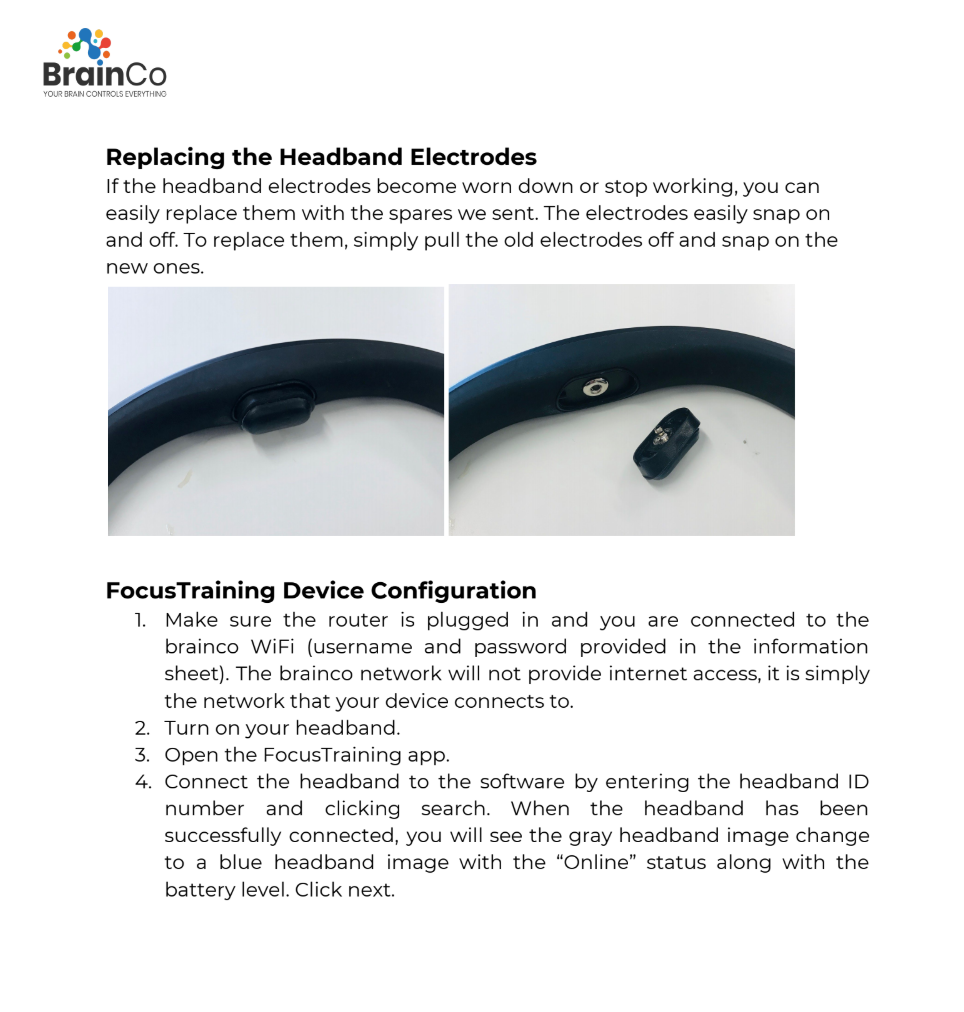 BrainCo
YOUR BRAIN CONTROLS EVERYTHING
Replacing the Headband Electrodes
If the headband electrodes become worn down or stop working, you can
easily replace them with the spares we sent. The electrodes easily snap on
and off. To replace them, simply pull the old electrodes off and snap on the
new ones.
FocusTraining Device Configuration
1. Make sure the router is plugged in and you are connected to the
brainco WiFi (username and password provided in the information
sheet). The brainco network will not provide internet access, it is simply
the network that your device connects to.
2. Turn on your headband.
3. Open the FocusTraining app.
4. Connect the headband to the software by entering the headband ID
number and clicking search. When the headband has been
successfully connected, you will see the gray headband image change
to a blue headband image with the “Online” status along with the
battery level. Click next.